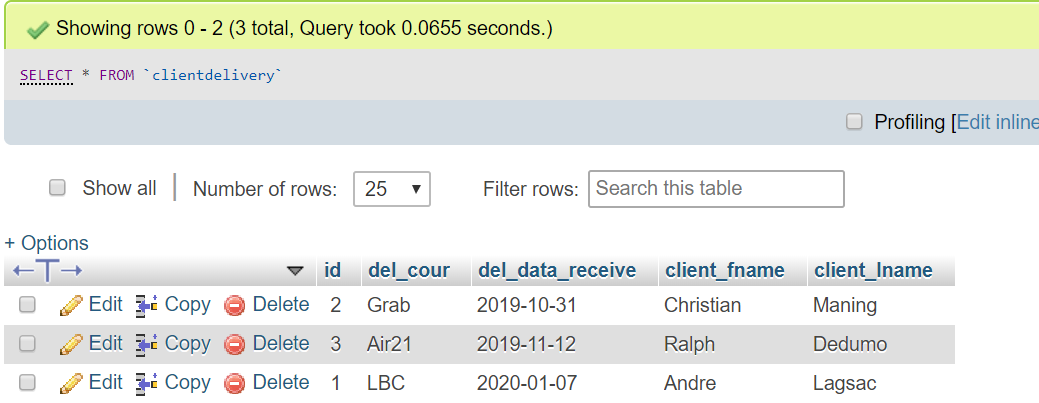 Showing rows 0 - 2 (3 total, Query took 0.0655 seconds.)
SELECT * FROM `clientdelivery`
Profiling [Edit inline
Show all | Number of rows: 25 Filter rows: Search this table
+ Options
id del_cour del_data_receive client_fname client_lname
Edit Copy Delete 2 Grab 2019-10-31 Christian Maning
Edit Copy Delete 3 Air21 2019-11-12 Ralph Dedumo
Edit Copy Delete 1 LBC 2020-01-07 Andre Lagsac